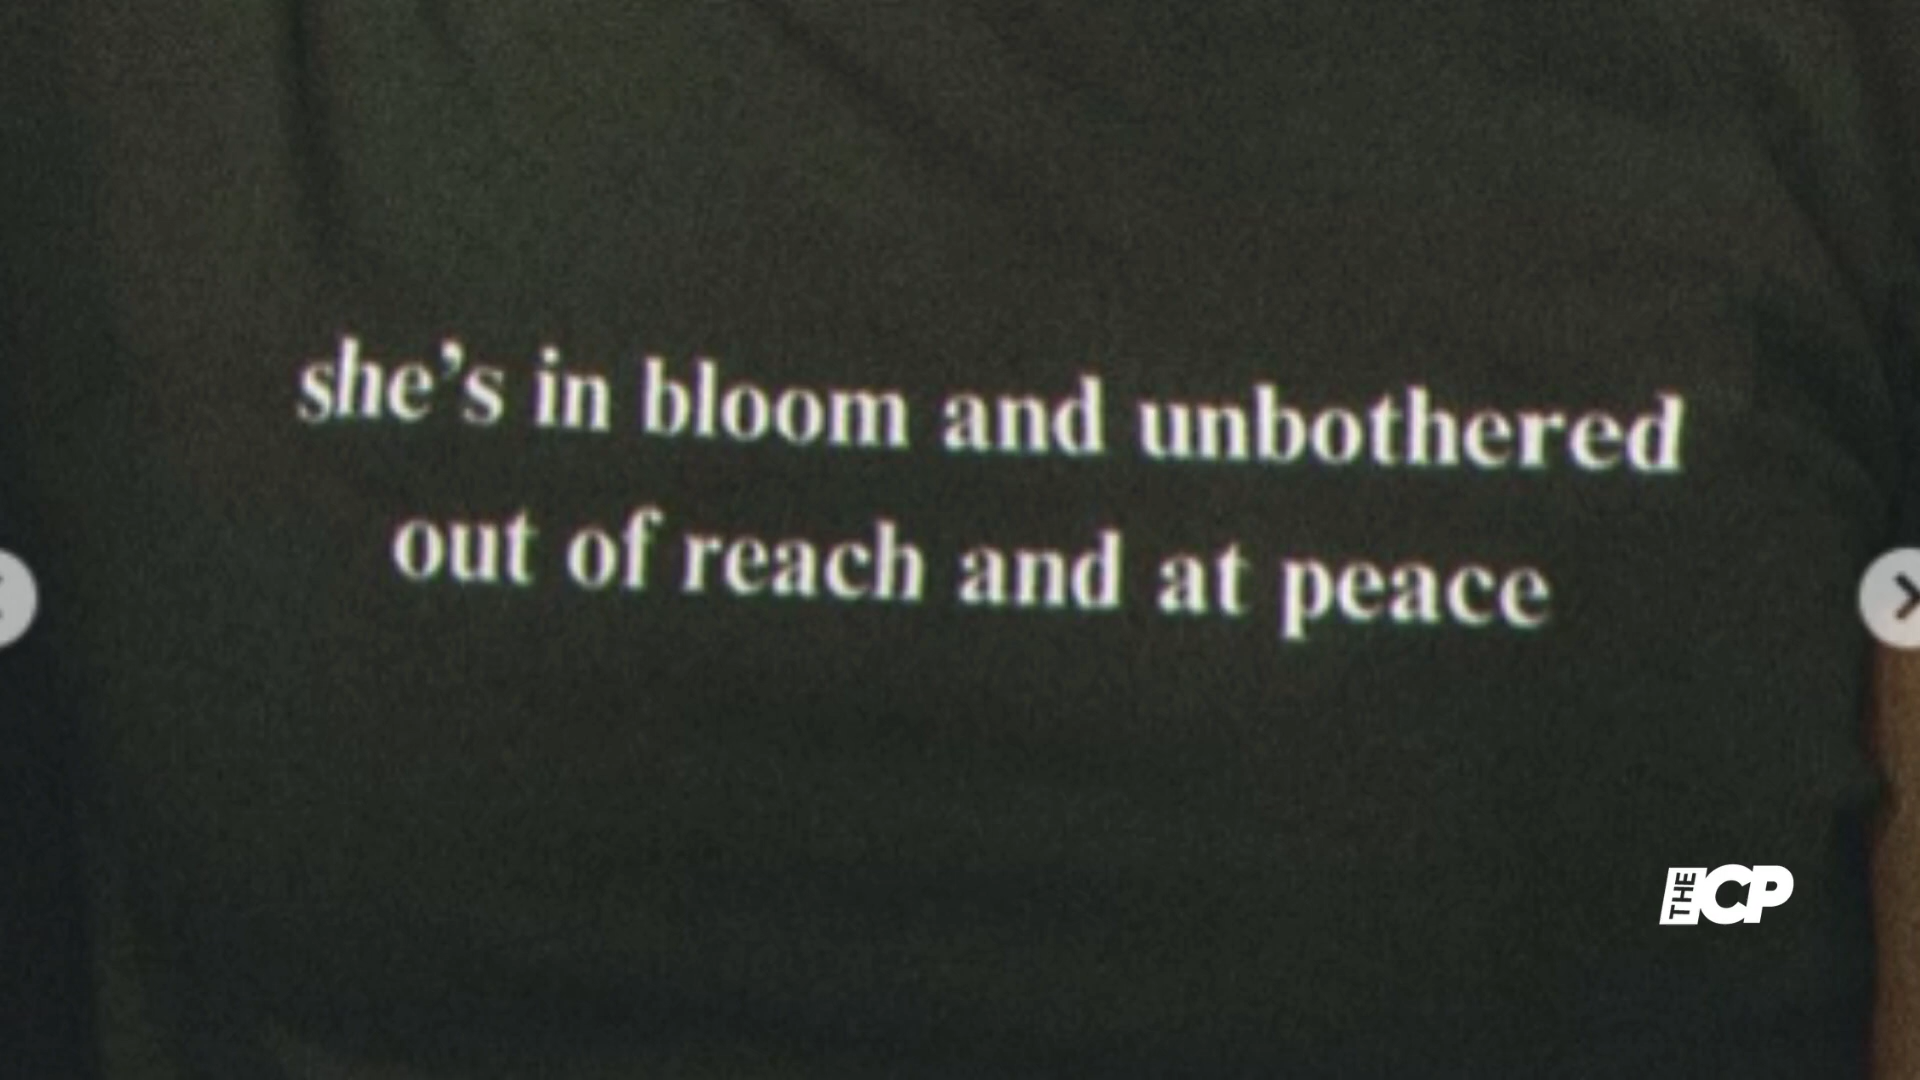 she’s in bloom and unbothered
out of reach and at peace
THE CP